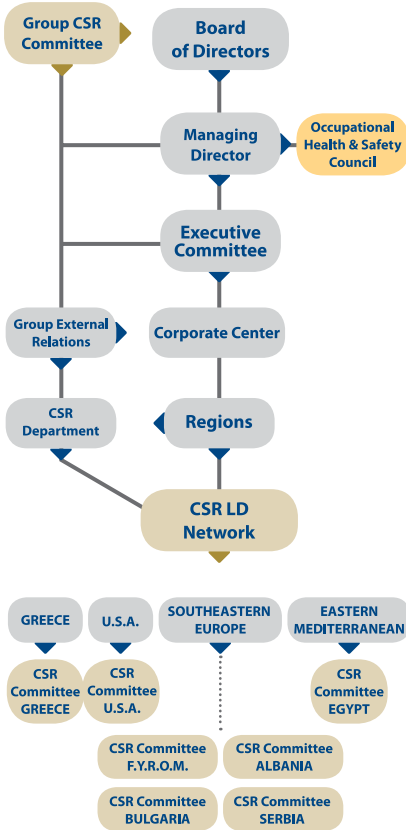 Group CSR
Committee
Board
of Directors
Managing
Director
Occupational
Health & Safety
Council
Executive
Committee
Group External
Relations
Corporate Center
CSR
Department
Regions
CSR LD
Network
GREECE
U.S.A.
SOUTHEASTERN
EUROPE
EASTERN
MEDITERRANEAN
CSR
Committee
GREECE
CSR
Committee
U.S.A.
CSR
Committee
EGYPT
CSR Committee
F.Y.R.O.M.
CSR Committee
ALBANIA
CSR Committee
BULGARIA
CSR Committee
SERBIA